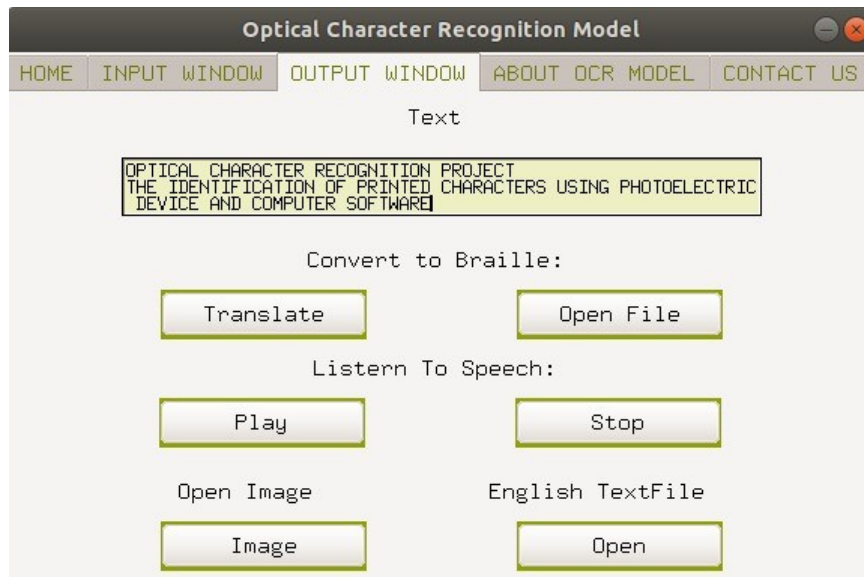 Optical Character Recognition Model
HOME INPUT WINDOW OUTPUT WINDOW ABOUT OCR MODEL CONTACT US
Text
OPTICAL CHARACTER RECOGNITION PROJECT
THE IDENTIFICATION OF PRINTED CHARACTERS USING PHOTOELECTRIC
DEVICE AND COMPUTER SOFTWARE
Convert to Braille:
Translate Open File
Listern To Speech:
Play Stop
Open Image English TextFile
Image Open